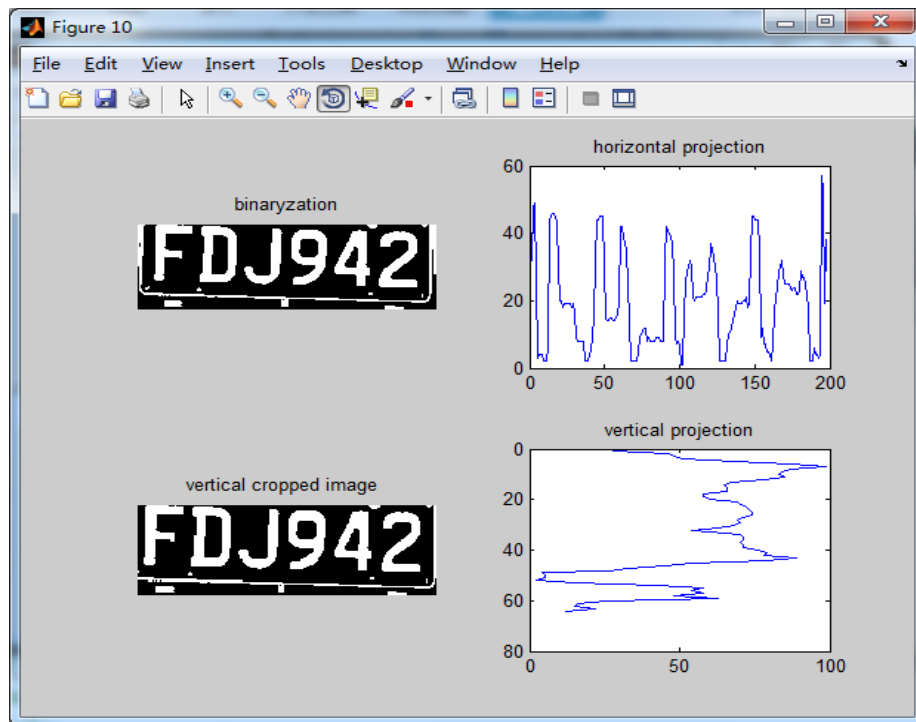 Figure 10
File Edit View Insert Tools Desktop Window Help
binaryzation
FDJ942
horizontal projection
60
40
20
0
0 50 100 150 200
vertical cropped image
FDJ942
vertical projection
0
20
40
60
80
0 50 100